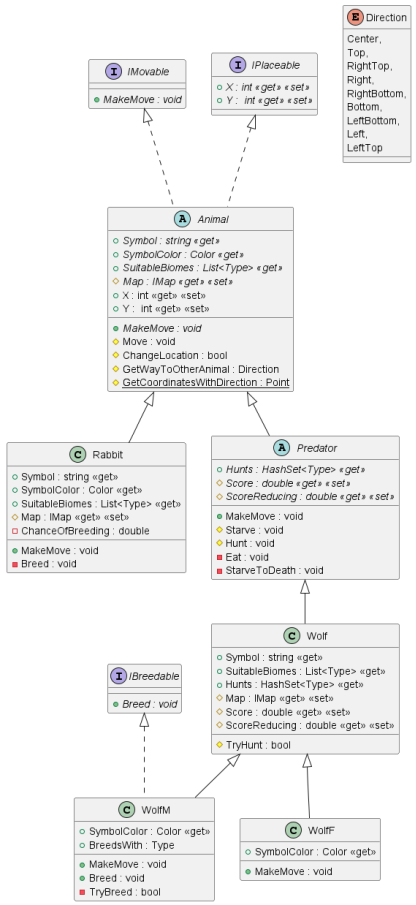 E Direction
Center,
Top,
RightTop,
Right,
RightBottom,
Bottom,
LeftBottom,
Left,
LeftTop
I IMovable
MakeMove : void
I IPlaceable
X : int «get» «set»
Y :  int «get» «set»
A Animal
Symbol : string «get»
SymbolColor : Color «get»
SuitableBiomes : List<Type> «get»
Map : IMap «get» «set»
X : int «get» «set»
Y :  int «get» «set»
MakeMove : void
Move : void
ChangeLocation : bool
GetWayToOtherAnimal : Direction
GetCoordinatesWithDirection : Point
C Rabbit
Symbol : string «get»
SymbolColor : Color «get»
SuitableBiomes : List<Type> «get»
Map : IMap «get» «set»
ChanceOfBreeding : double
MakeMove : void
Breed : void
A Predator
Hunts : HashSet<Type> «get»
Score : double «get» «set»
ScoreReducing : double «get» «set»
MakeMove : void
Starve : void
Hunt : void
Eat : void
StarveToDeath : void
I IBreedable
Breed : void
C Wolf
Symbol : string «get»
SuitableBiomes : List<Type> «get»
Hunts : HashSet<Type> «get»
Map : IMap «get» «set»
Score : double «get» «set»
ScoreReducing : double «get» «set»
TryHunt : bool
C WolfM
SymbolColor : Color «get»
BreedsWith : Type
MakeMove : void
Breed : void
TryBreed : bool
C WolfF
SymbolColor : Color «get»
MakeMove : void